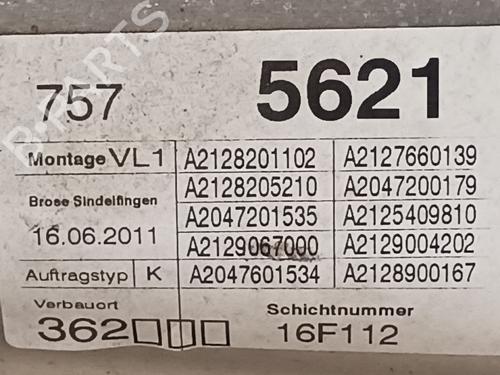 757 5621
Montage VL1 A2128201102 A2127660139
A2128205210 A2047200179
Brose Sindelfingen A2047201535 A2125409810
16.06.2011 A2129067000 A2129004202
Auftragstyp K A2047601534 A2128900167
Verbauort Schichtnummer
362□□□ 16F112
B-PARTS